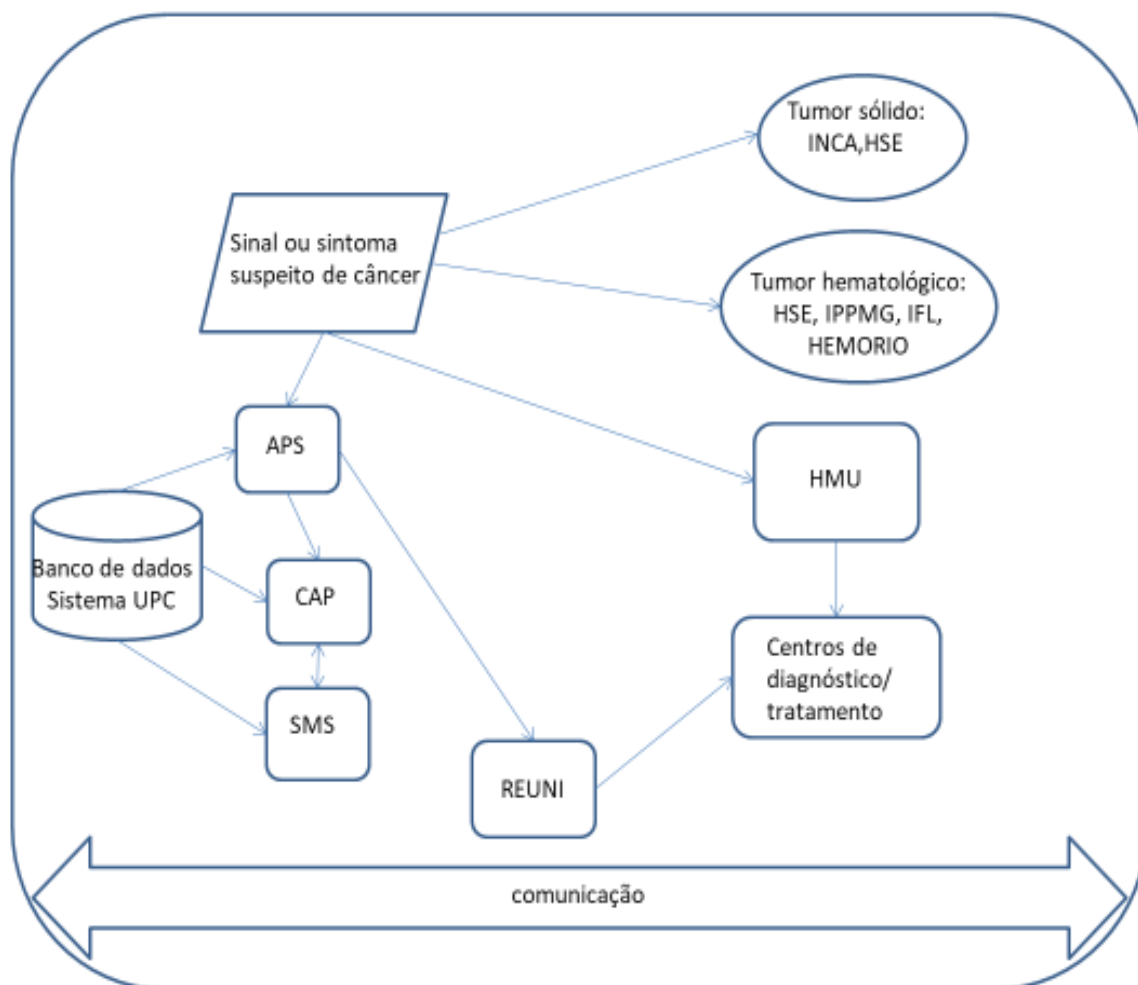 Tumor sólido:
INCA,HSE
Sinal ou sintoma
suspeito de câncer
Tumor hematológico:
HSE, IPPMG, IFL,
HEMORIO
APS
HMU
Banco de dados
Sistema UPC
CAP
Centros de
diagnóstico/
tratamento
SMS
REUNI
comunicação